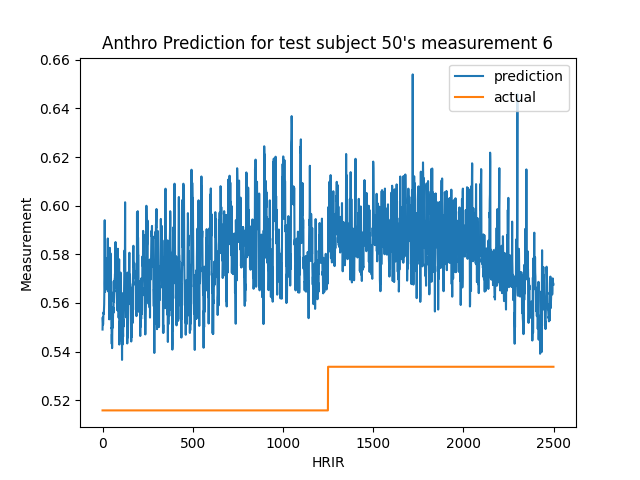 Anthro Prediction for test subject 50's measurement 6
prediction
actual
0.66
0.64
0.62
0.60
0.58
0.56
0.54
0.52
Measurement
0
500
1000
1500
2000
2500
HRIR